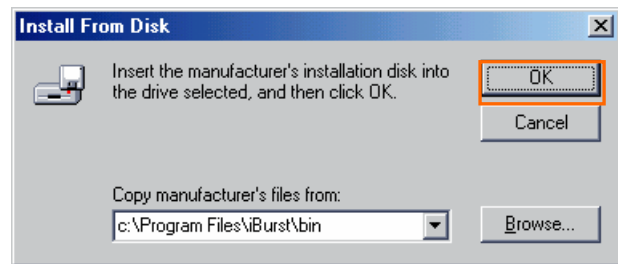 Install From Disk
Insert the manufacturer's installation disk into
the drive selected, and then click OK.
OK
Cancel
Copy manufacturer's files from:
c:\Program Files\iBurst\bin
Browse...